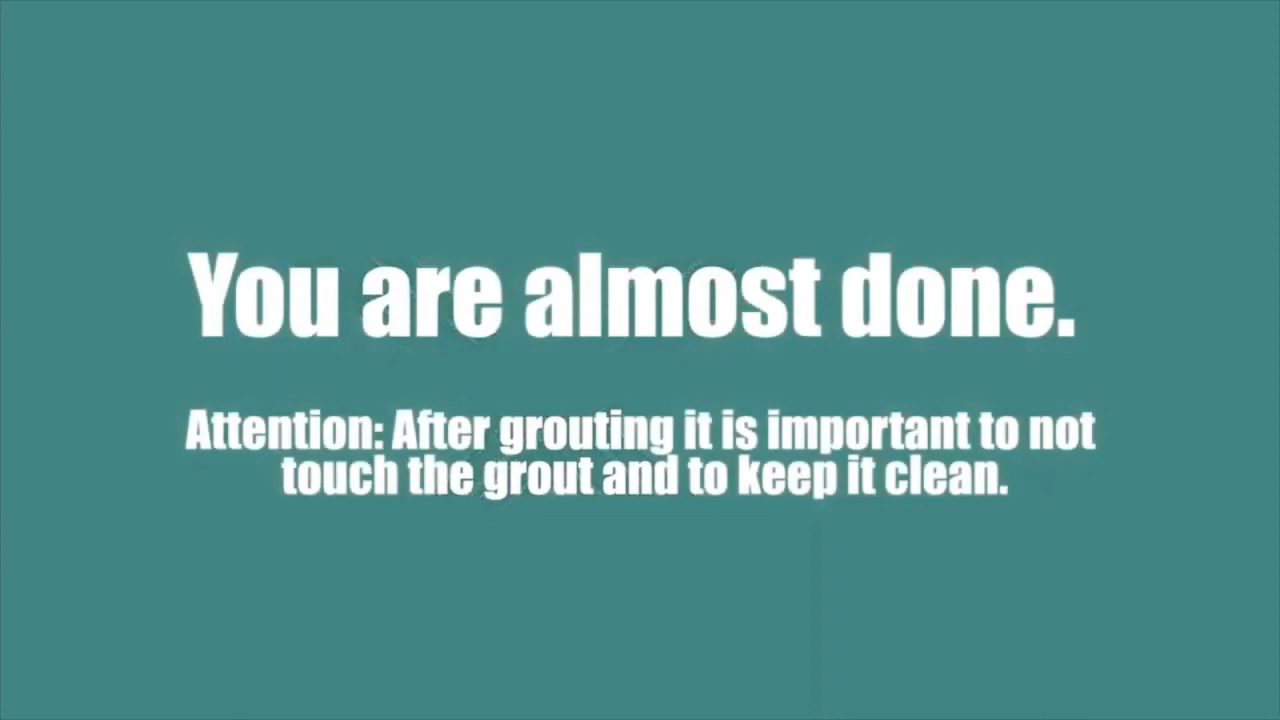 You are almost done.
Attention: After grouting it is important to not
touch the grout and to keep it clean.